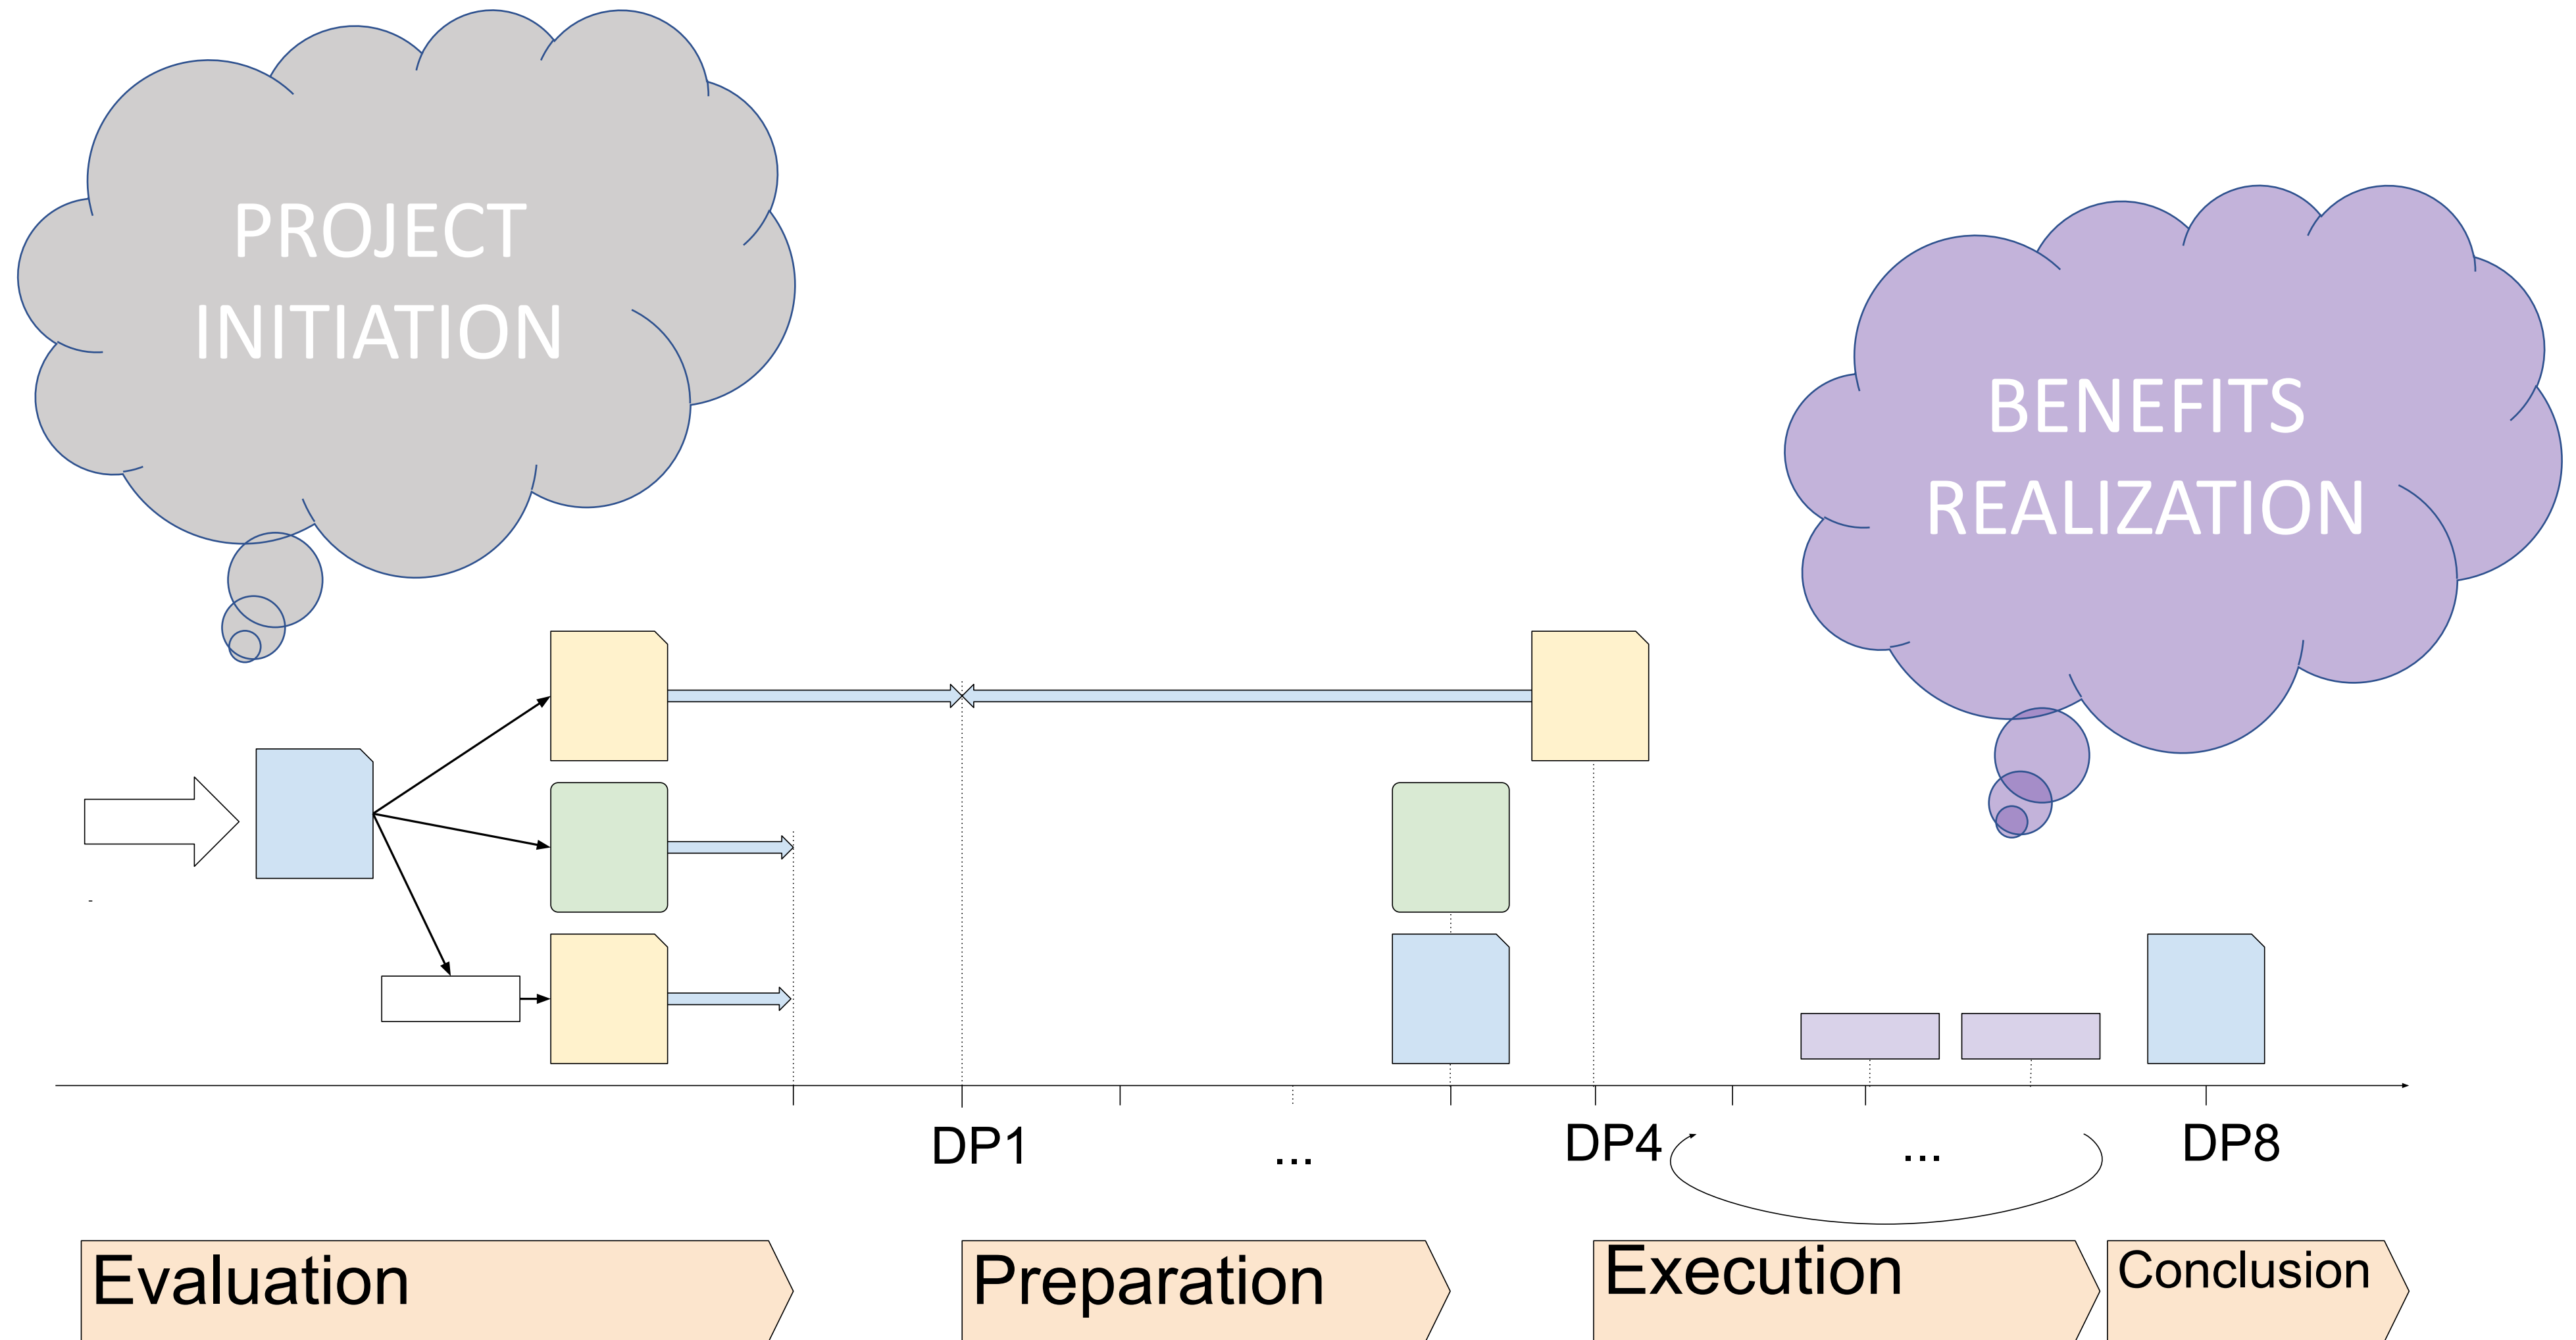 PROJECT
INITIATION
BENEFITS
REALIZATION
-
DP1
...
DP4
...
DP8
Evaluation
Preparation
Execution
Conclusion